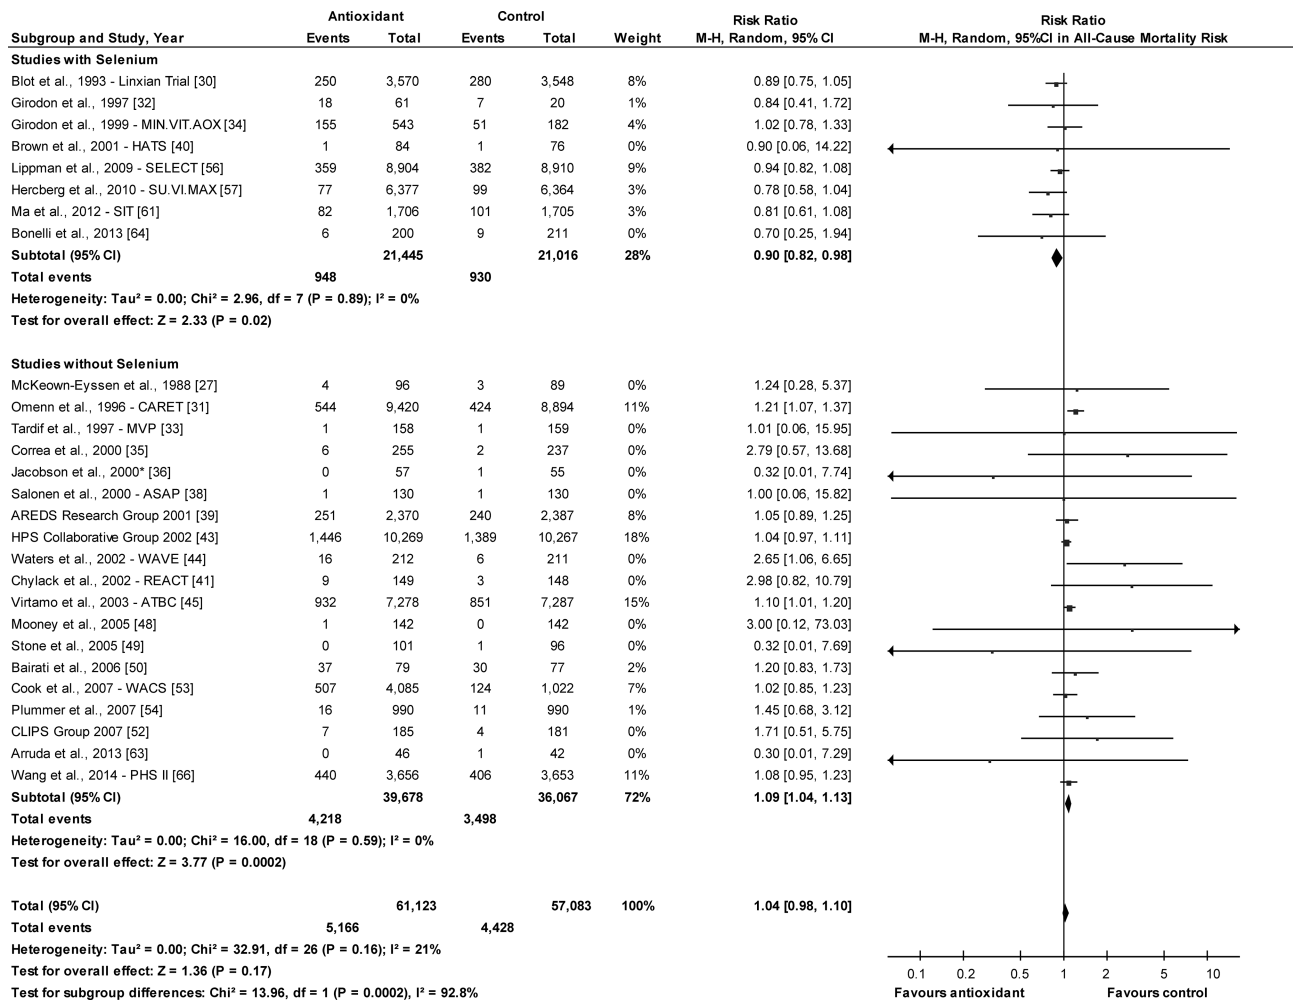 Antioxidant Control Risk Ratio Risk Ratio
Subgroup and Study, Year Events Total Events Total Weight M-H, Random, 95% CI M-H, Random, 95%CI in All-Cause Mortality Risk
Studies with Selenium
Blot et al., 1993 - Linxian Trial [30] 250 3,570 280 3,548 8% 0.89 [0.75, 1.05]
Girodon et al. 1997 [32] 18 61 7 20 1% 0.84 [0.41, 1.72]
Girodon et al. 1999 - MIN.VIT.AOX [34] 155 543 51 182 4% 1.02 [0.78, 1.33]
Brown et al. 2001 - HATS [40] 1 84 1 76 0% 0.90 [0.06, 14.22]
Lippman et al., 2009 - SELECT [56] 359 8,904 382 8,910 9% 0.94 [0.82, 1.08]
Hercberg et al., 2010 - SU.VI.MAX [57] 77 6,377 99 6,364 3% 0.78 [0.58, 1.04]
Ma et al., 2012 - SIT [61] 82 1,706 101 1,705 3% 0.81 [0.61, 1.08]
Bonelli et al., 2013 [64] 6 200 9 211 0% 0.70 [0.25, 1.94]
Subtotal (95% CI) 21,445 21,016 28% 0.90 [0.82, 0.98]
Total events 948 930
Heterogeneity: Tau² = 0.00; Chi² = 2.96, df = 7 (P = 0.89); I² = 0%
Test for overall effect: Z = 2.33 (P = 0.02)
Studies without Selenium
McKeown-Eyssen et al., 1988 [27] 4 96 3 89 0% 1.24 [0.28, 5.37]
Omenn et al., 1996 - CARET [31] 544 9,420 424 8,894 11% 1.21 [1.07, 1.37]
Tardif et al., 1997 - MVP [33] 1 158 1 159 0% 1.01 [0.06, 15.95]
Correa et al., 2000 [35] 6 255 2 237 0% 2.79 [0.57, 13.68]
Jacobson et al., 2000* [36] 0 57 1 55 0% 0.32 [0.01, 7.74]
Salonen et al., 2000 - ASAP [38] 1 130 1 130 0% 1.00 [0.06, 15.82]
AREDS Research Group 2001 [39] 251 2,370 240 2,387 8% 1.05 [0.89, 1.25]
HPS Collaborative Group 2002 [43] 1,446 10,269 1,389 10,267 18% 1.04 [0.97, 1.11]
Waters et al., 2002 - WAVE [44] 16 212 6 211 0% 2.65 [1.06, 6.65]
Chylack et al., 2002 - REACT [41] 9 149 3 148 0% 2.98 [0.82, 10.79]
Virtamo et al., 2003 - ATBC [45] 932 7,278 851 7,287 15% 1.10 [1.01, 1.20]
Mooney et al., 2005 [48] 1 142 0 142 0% 3.00 [0.12, 73.03]
Stone et al., 2005 [49] 0 101 1 96 0% 0.32 [0.01, 7.69]
Bairati et al., 2006 [50] 37 79 30 77 2% 1.20 [0.83, 1.73]
Cook et al., 2007 - WACS [53] 507 4,085 124 1,022 7% 1.02 [0.85, 1.23]
Plummer et al., 2007 [54] 16 990 11 990 1% 1.45 [0.68, 3.12]
CLIPS Group 2007 [52] 7 185 4 181 0% 1.71 [0.51, 5.75]
Arruda et al., 2013 [63] 0 46 1 42 0% 0.30 [0.01, 7.29]
Wang et al., 2014 - PHS II [66] 440 3,656 406 3,653 11% 1.08 [0.95, 1.23]
Subtotal (95% CI) 39,678 36,067 72% 1.09 [1.04, 1.13]
Total events 4,218 3,498
Heterogeneity: Tau² = 0.00; Chi² = 16.00, df = 18 (P = 0.59); I² = 0%
Test for overall effect: Z = 3.77 (P = 0.0002)
Total (95% CI) 61,123 57,083 100% 1.04 [0.98, 1.10]
Total events 5,166 4,428
Heterogeneity: Tau² = 0.00; Chi² = 32.91, df = 26 (P = 0.16); I² = 21%
Test for overall effect: Z = 1.36 (P = 0.17)
Test for subgroup differences: Chi² = 13.96, df = 1 (P = 0.0002), I² = 92.8%
0.1 0.2 0.5 1 2 5 10
Favours antioxidant Favours control